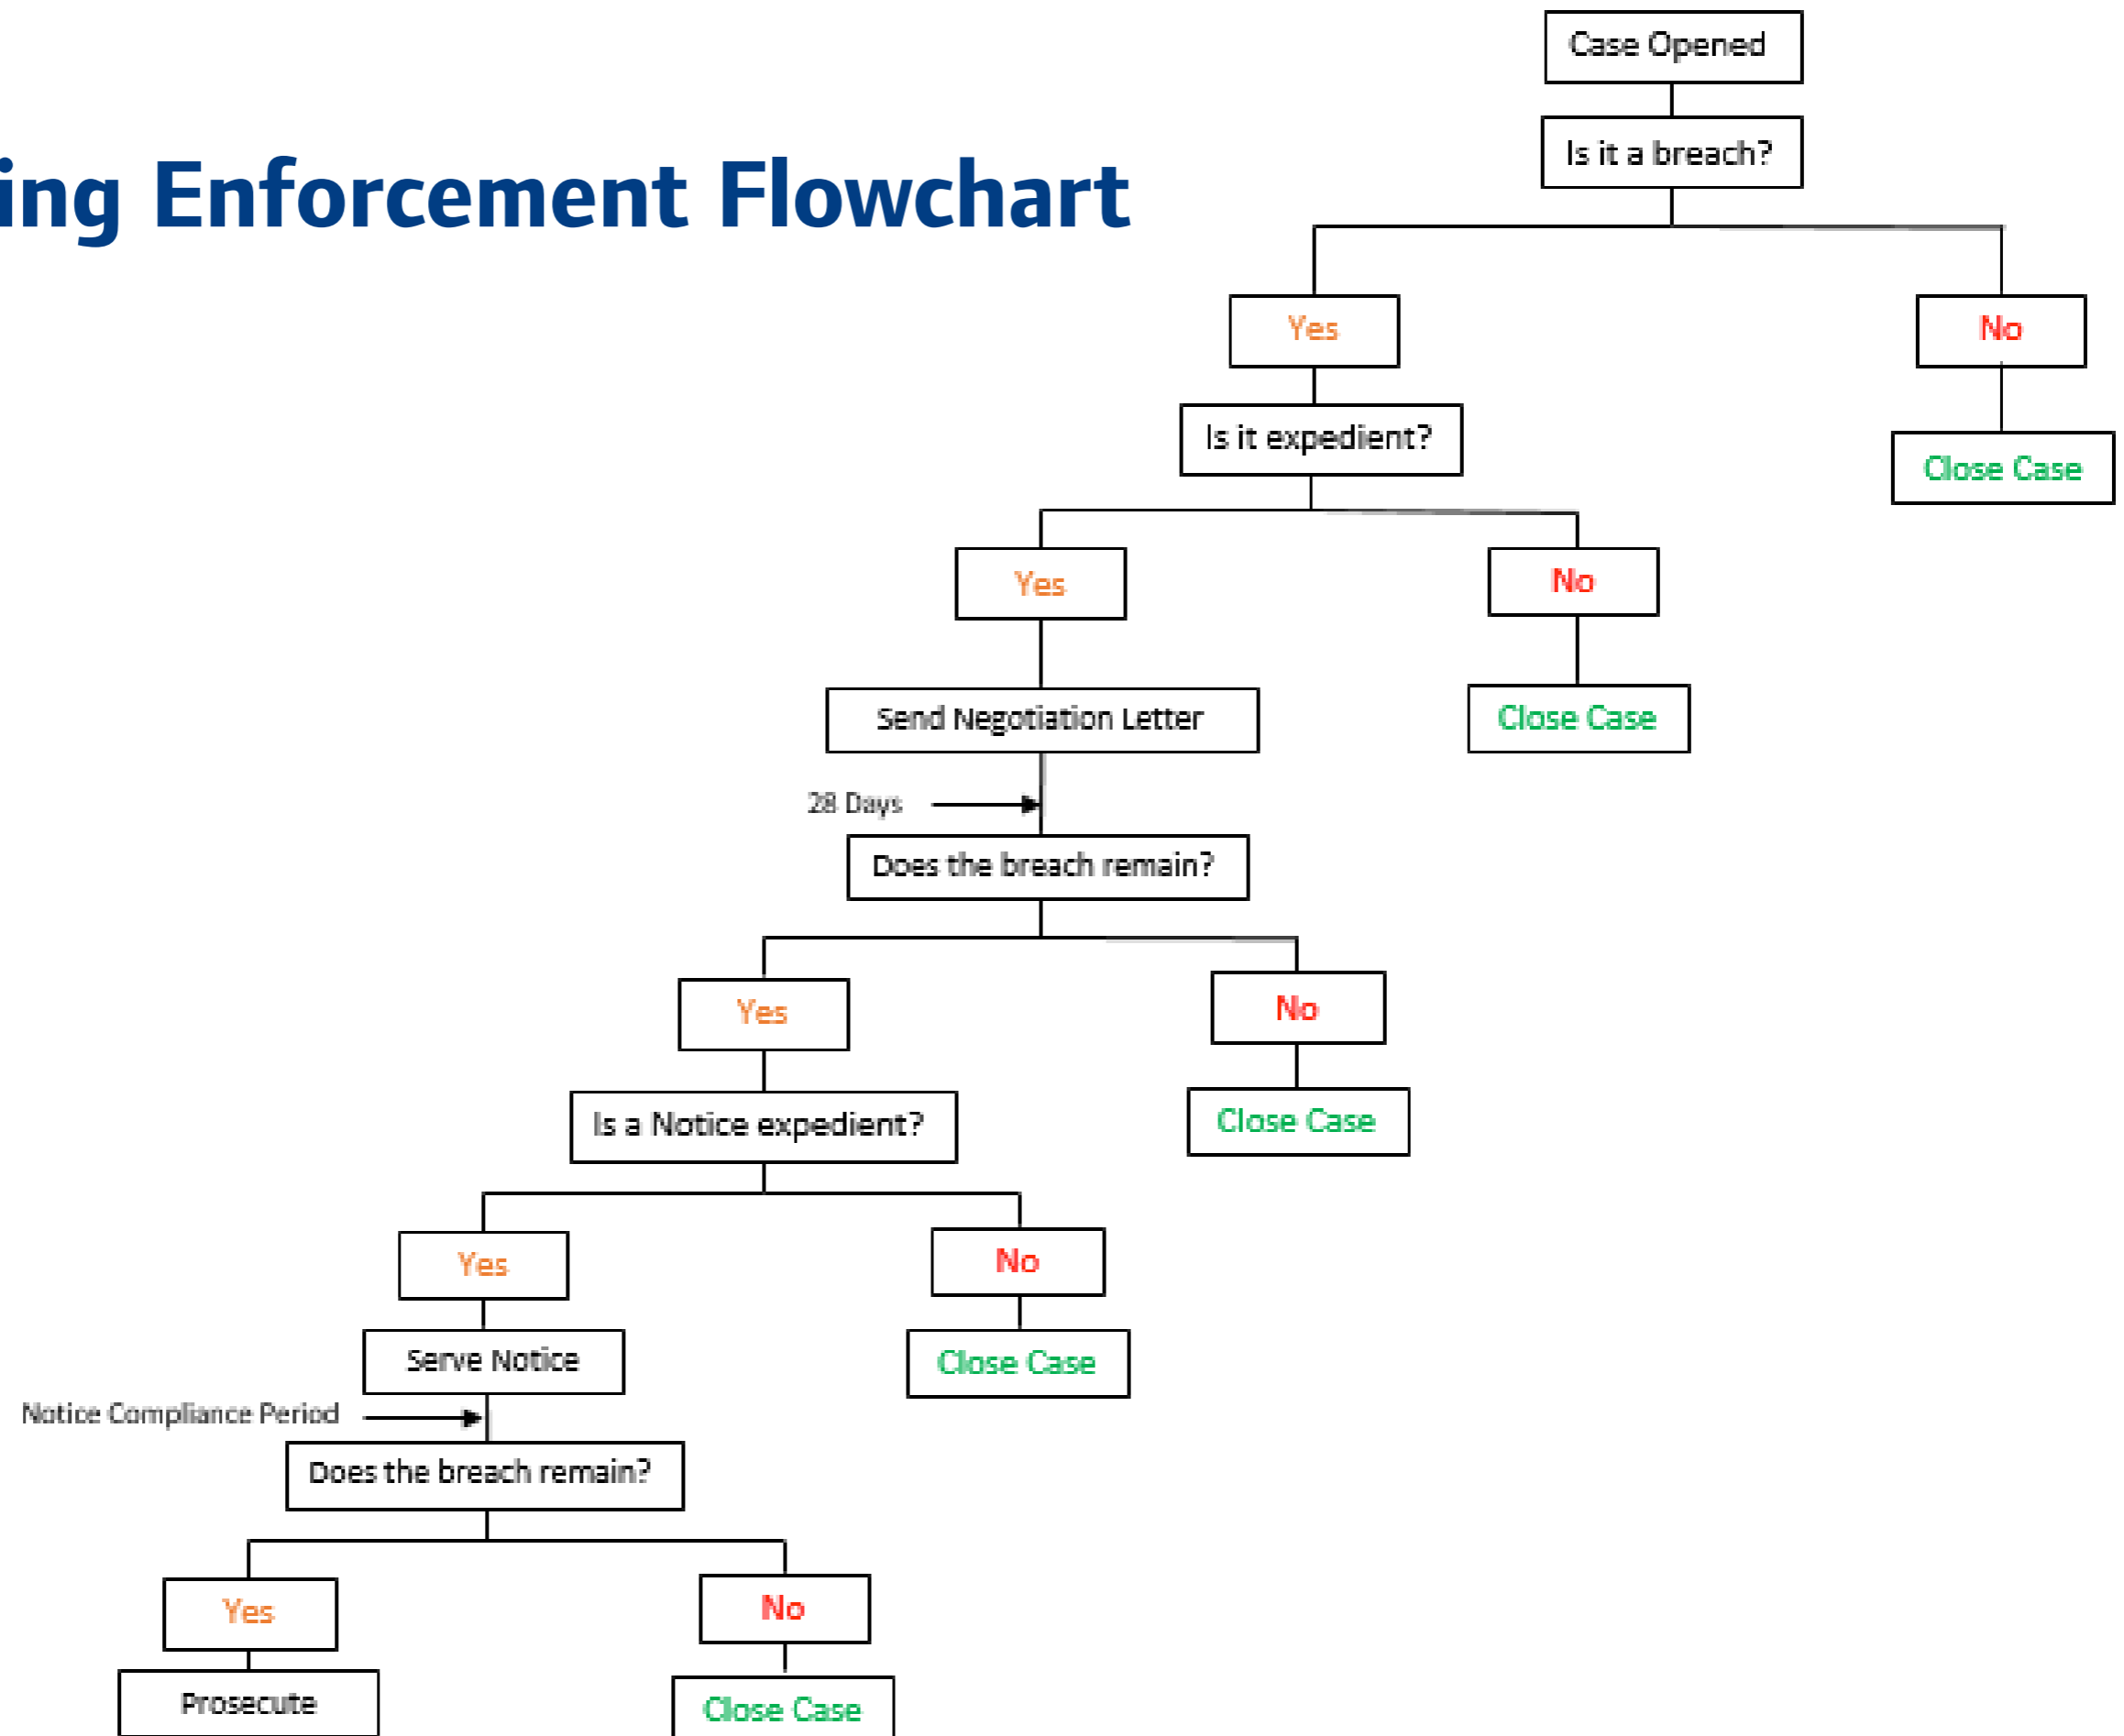 Case Opened
Is it a breach?
ing Enforcement Flowchart
Yes
No
Is it expedient?
Close Case
Yes
No
Send Negotiation Letter
Close Case
28 Days
Does the breach remain?
Yes
No
Is a Notice expedient?
Close Case
Yes
No
Serve Notice
Close Case
Notice Compliance Period
Does the breach remain?
Yes
No
Prosecute
Close Case